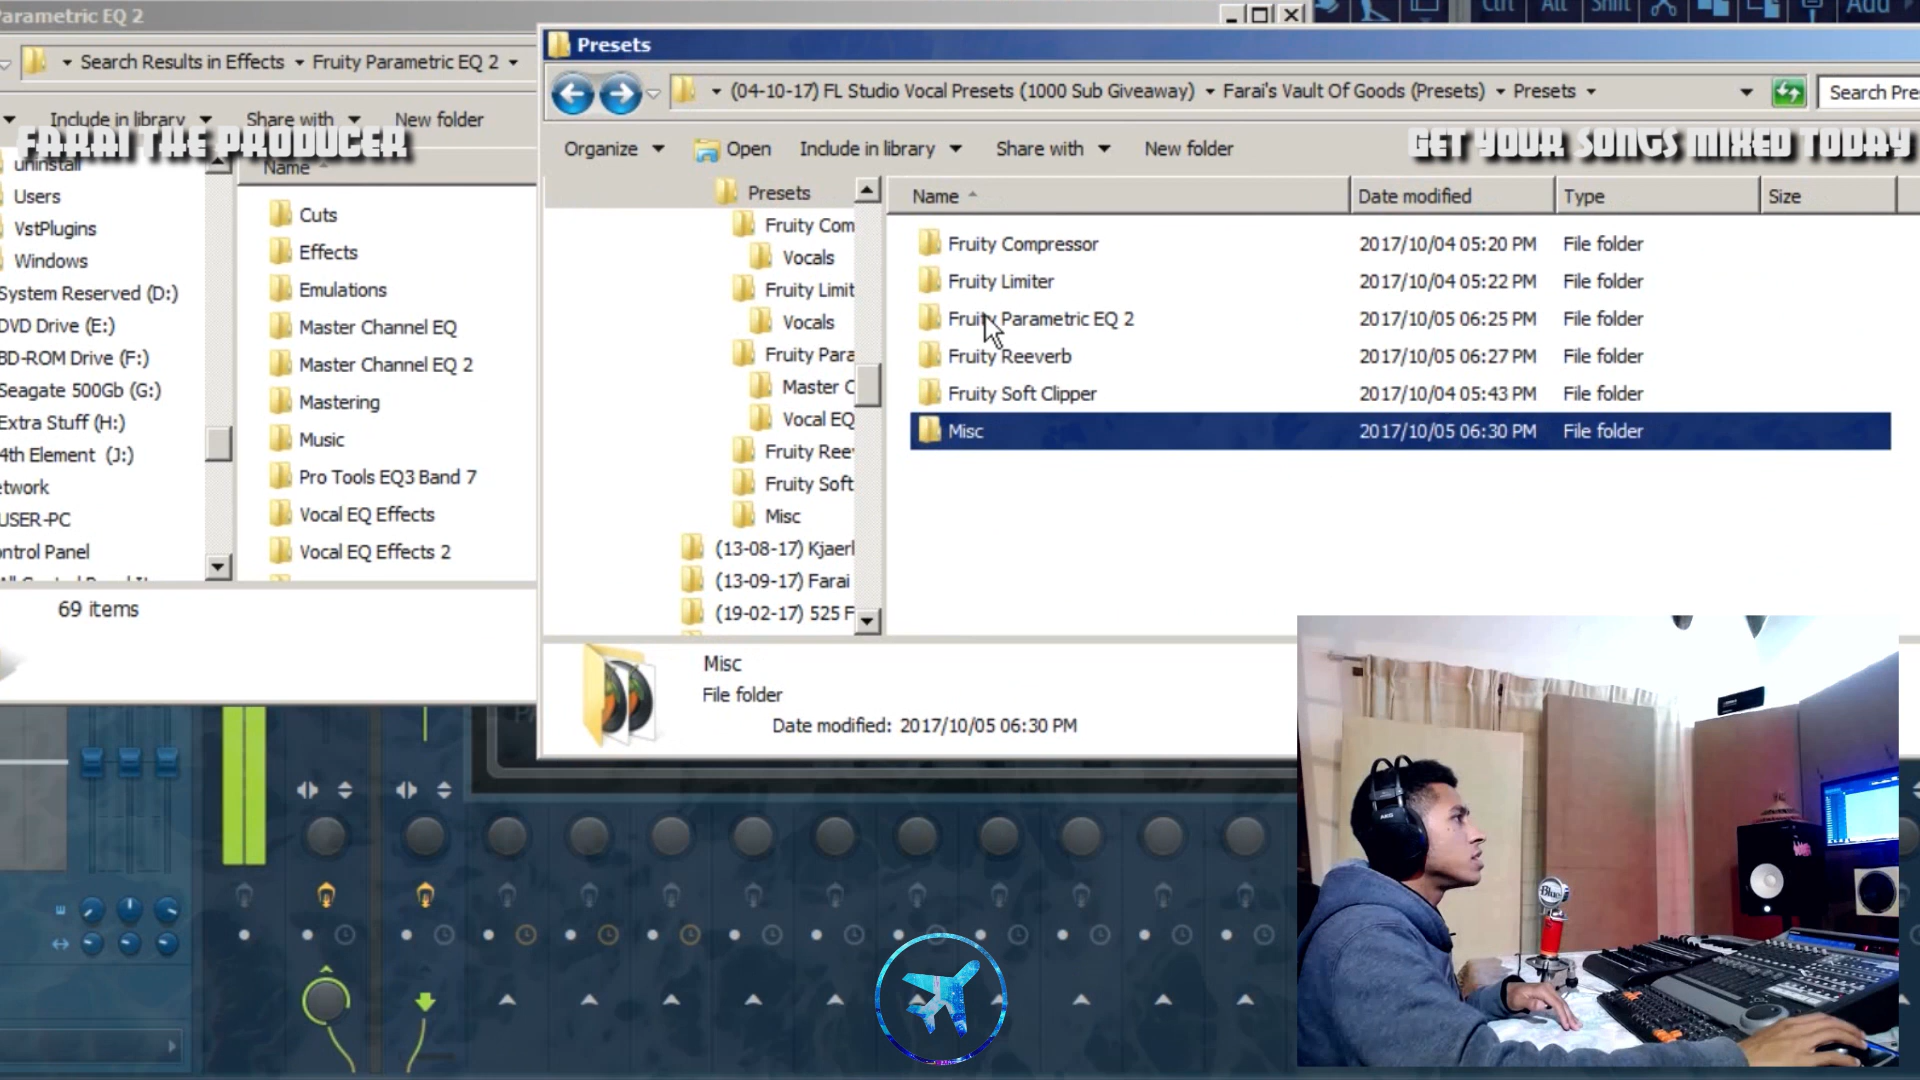 Parametric EQ 2
Ctrl Alt Shift Add
Search Results in Effects Fruity Parametric EQ 2
Include in library Share with New folder
FARAI THE PRODUCER
Name
uninstall
Users
VstPlugins
Windows
System Reserved (D:)
DVD Drive (E:)
BD-ROM Drive (F:)
Seagate 500Gb (G:)
Extra Stuff (H:)
4th Element (J:)
etwork
USER-PC
ontrol Panel
Cuts
Effects
Emulations
Master Channel EQ
Master Channel EQ 2
Mastering
Music
Pro Tools EQ3 Band 7
Vocal EQ Effects
Vocal EQ Effects 2
69 items
Presets
(04-10-17) FL Studio Vocal Presets (1000 Sub Giveaway) Farai's Vault Of Goods (Presets) Presets
Search Pre
Organize Open Include in library Share with New folder
GET YOUR SONGS MIXED TODAY
Presets
Fruity Com
Vocals
Fruity Limit
Vocals
Fruity Para
Master C
Vocal EQ
Fruity Ree
Fruity Soft
Misc
(13-08-17) Kjaerl
(13-09-17) Farai
(19-02-17) 525 F
Name Date modified Type Size
Fruity Compressor 2017/10/04 05:20 PM File folder
Fruity Limiter 2017/10/04 05:22 PM File folder
Fruity Parametric EQ 2 2017/10/05 06:25 PM File folder
Fruity Reeverb 2017/10/05 06:27 PM File folder
Fruity Soft Clipper 2017/10/04 05:43 PM File folder
Misc 2017/10/05 06:30 PM File folder
Misc
File folder
Date modified: 2017/10/05 06:30 PM
Blue
AKG